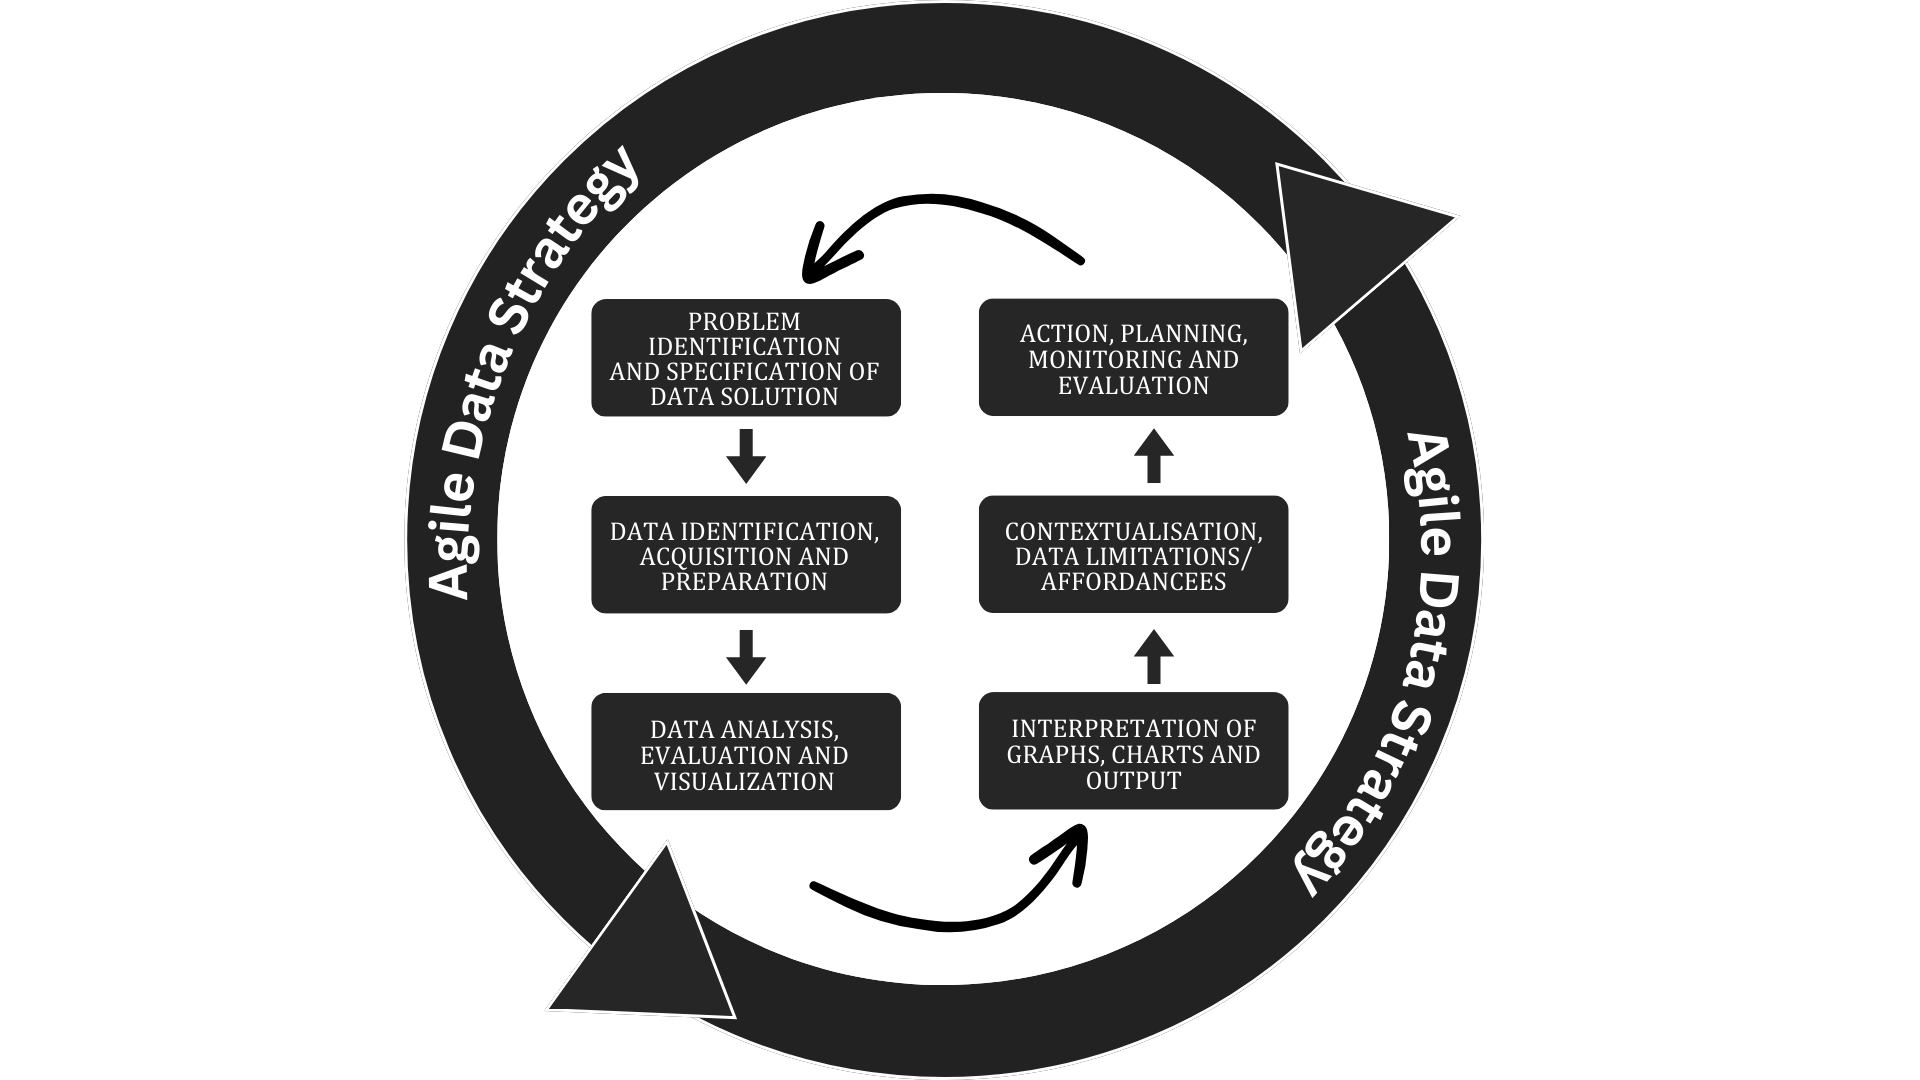 Agile Data Strategy
PROBLEM
IDENTIFICATION
AND SPECIFICATION OF
DATA SOLUTION
DATA IDENTIFICATION,
ACQUISITION AND
PREPARATION
DATA ANALYSIS,
EVALUATION AND
VISUALIZATION
INTERPRETATION OF
GRAPHS, CHARTS AND
OUTPUT
CONTEXTUALISATION,
DATA LIMITATIONS/
AFFORDANCEES
ACTION, PLANNING,
MONITORING AND
EVALUATION
Agile Data Strategy